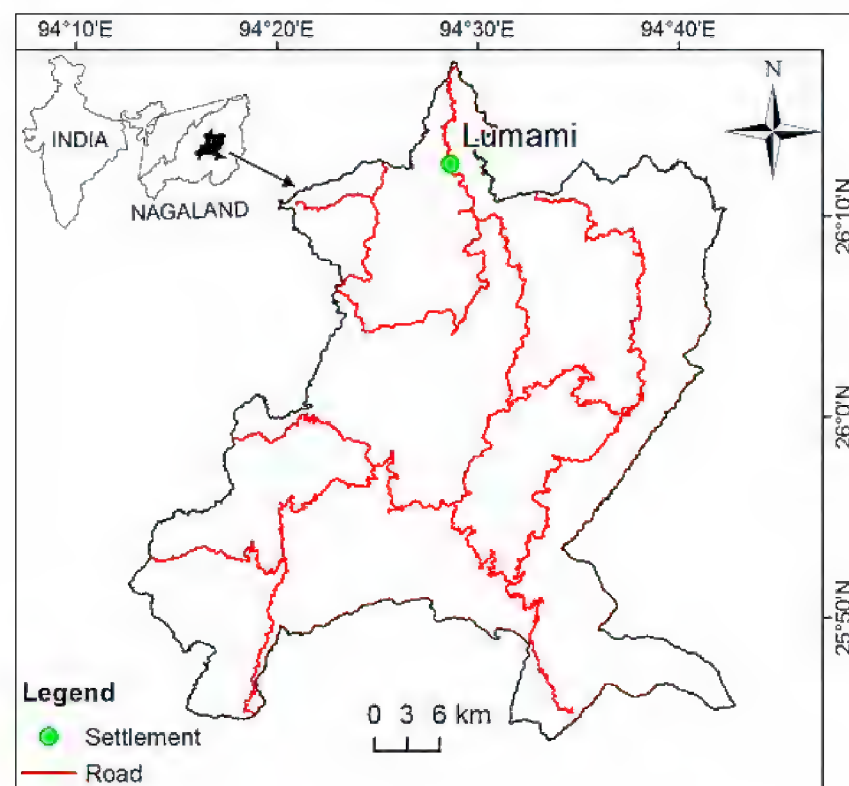 94°10'E 94°20'E 94°30'E 94°40'E
N
INDIA
Lumami
NAGALAND
26°10'N
26°0'N
25°50'N
Legend
0 3 6 km
Settlement
Road